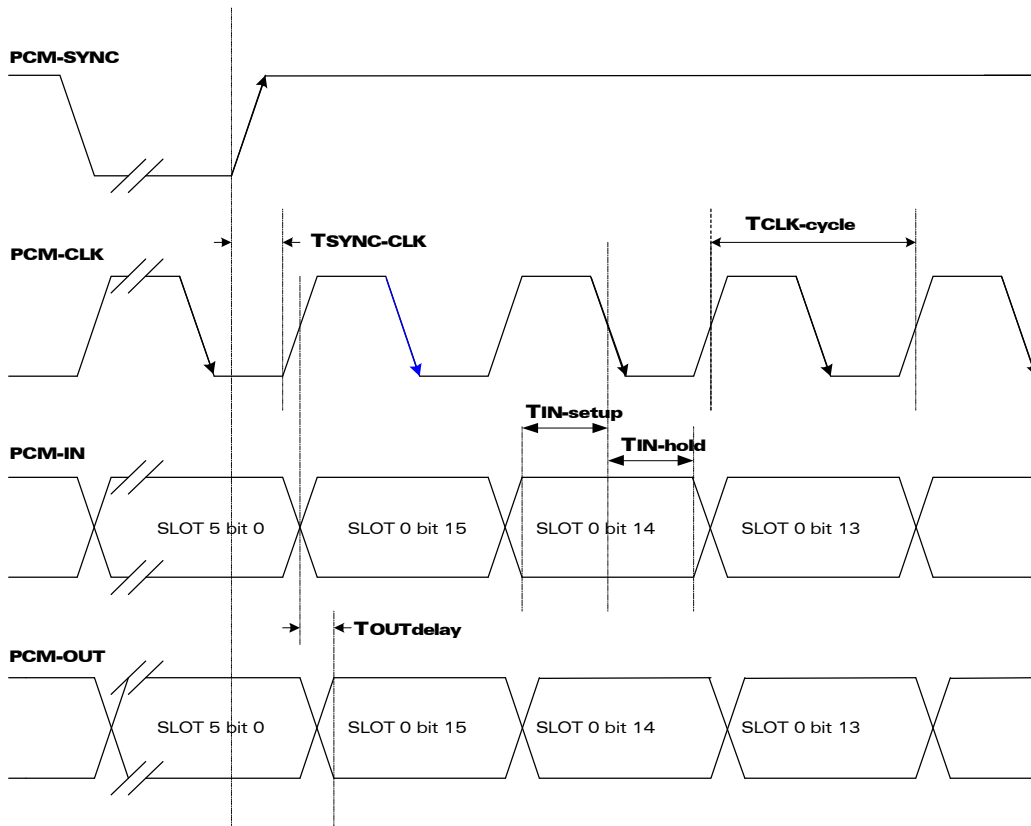 PCM-SYNC
TSYNC-CLK
TCLK-cycle
PCM-CLK
TIN-setup
TIN-hold
PCM-IN
SLOT 5 bit 0
SLOT 0 bit 15
SLOT 0 bit 14
SLOT 0 bit 13
TOUTdelay
PCM-OUT
SLOT 5 bit 0
SLOT 0 bit 15
SLOT 0 bit 14
SLOT 0 bit 13